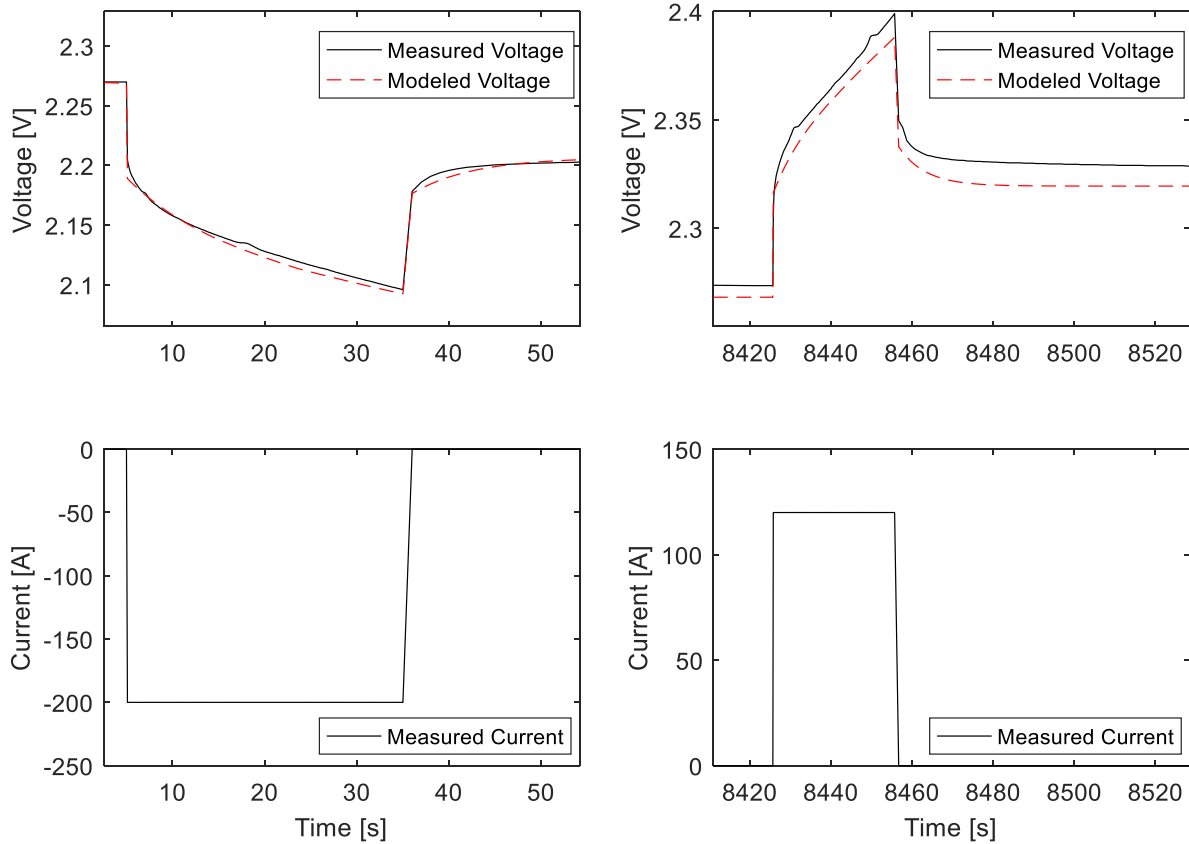 2.3
2.25
2.2
2.15
2.1
Voltage [V]
Measured Voltage
Modeled Voltage
10 20 30 40 50
2.4
2.35
2.3
Voltage [V]
Measured Voltage
Modeled Voltage
8420 8440 8460 8480 8500 8520
0
-50
-100
-150
-200
-250
Current [A]
Measured Current
10 20 30 40 50
Time [s]
150
100
50
0
Current [A]
Measured Current
8420 8440 8460 8480 8500 8520
Time [s]